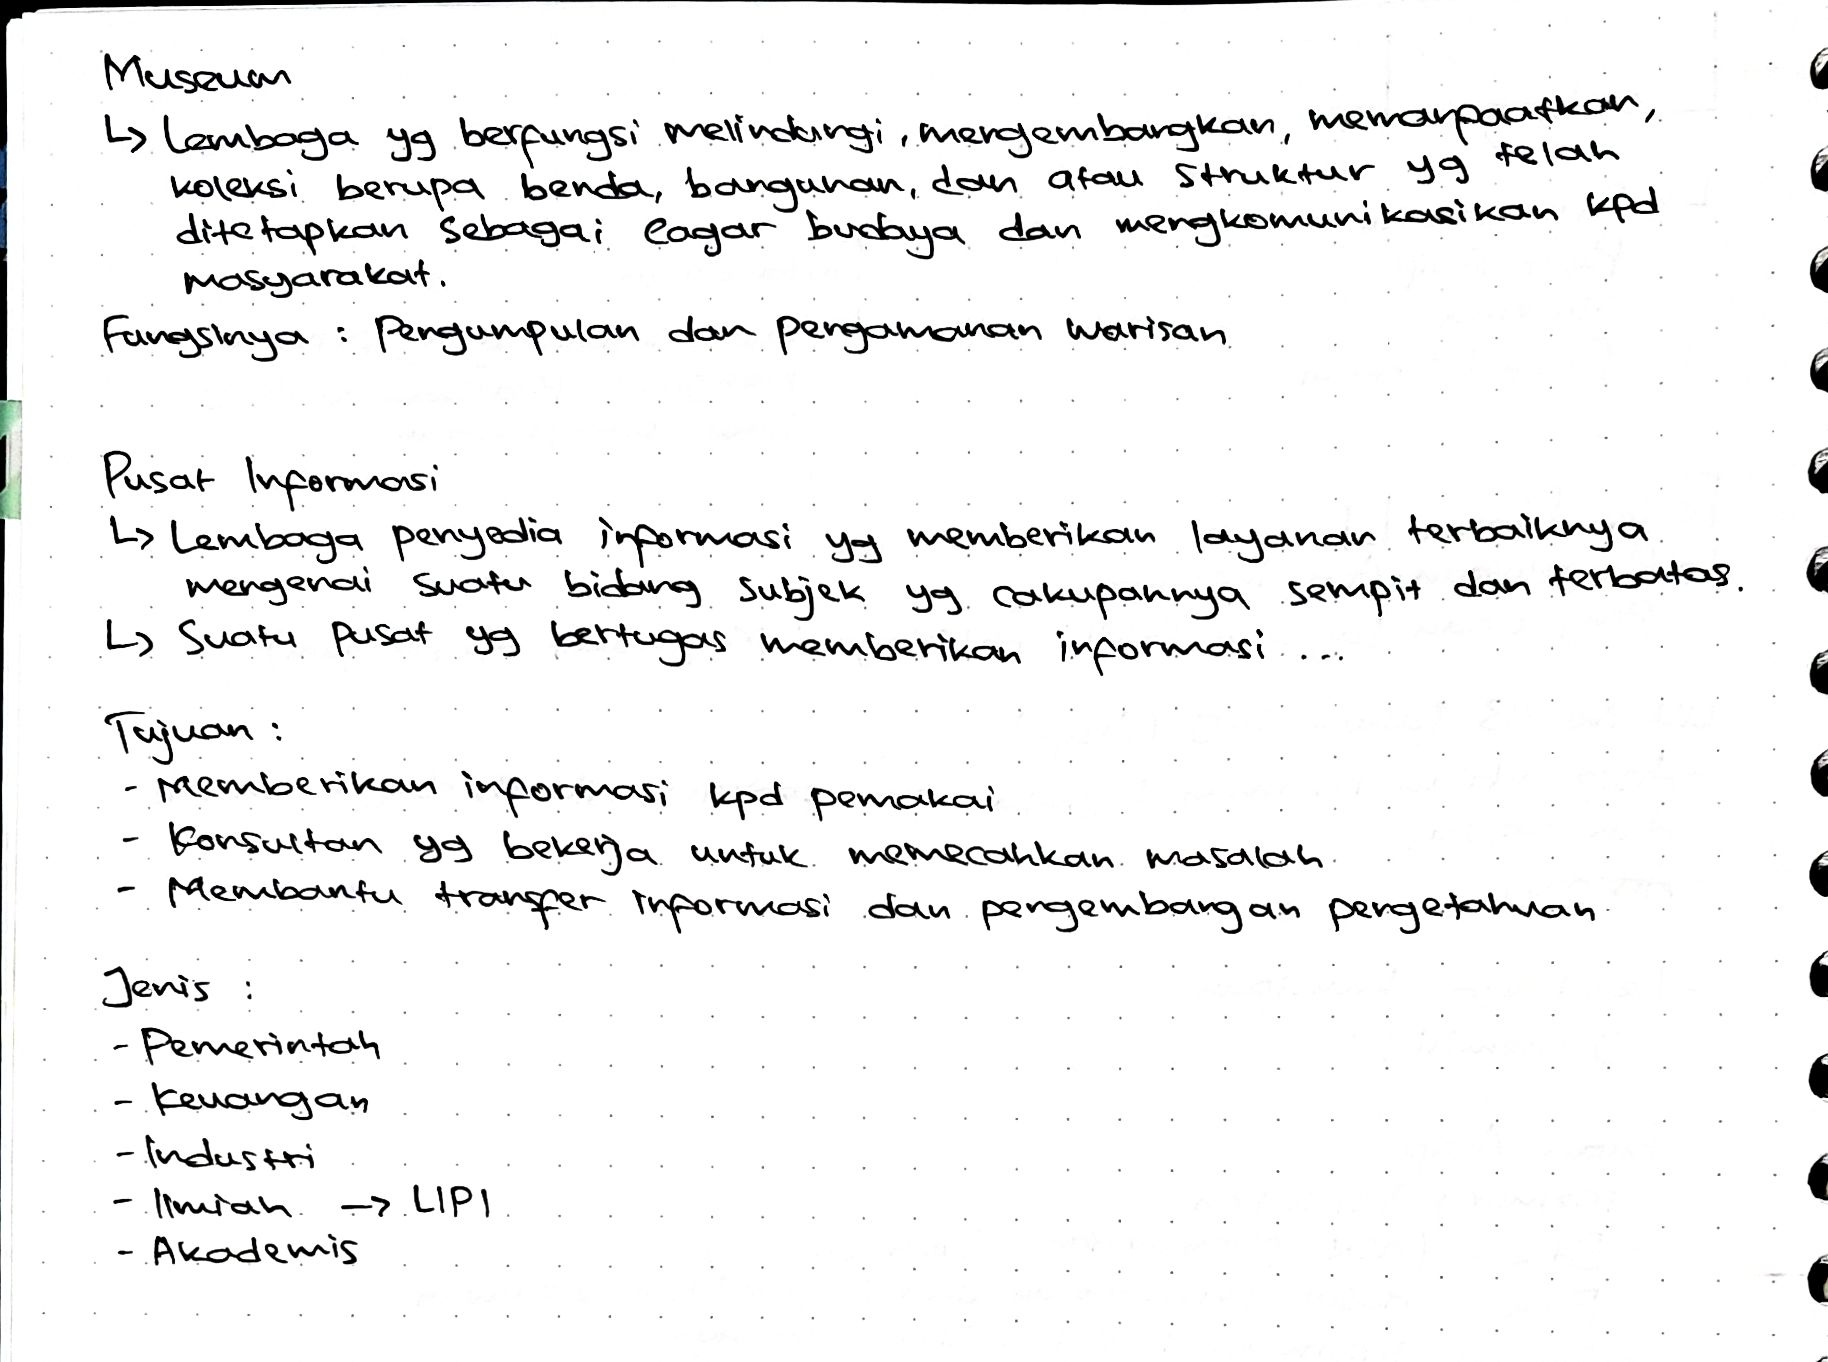 Museum
↳ Lembaga yg berfungsi melindungi, mengembangkan, memanfaatkan,
koleksi berupa benda, bangunan, dan atau struktur yg telah
ditetapkan sebagai cagar budaya dan mengkomunikasikan kpd
masyarakat.
Fungsinya : Pengumpulan dan pengamanan warisan
Pusat Informasi
↳ Lembaga penyedia informasi yg memberikan layanan terbaiknya
mengenai suatu bidang subjek yg cakupannya sempit dan terbatas.
↳ Suatu pusat yg bertugas memberikan informasi ...
Tujuan :
- Memberikan informasi kpd pemakai
- Konsultan yg bekerja untuk memecahkan masalah
- Membantu transfer informasi dan pengembangan pengetahuan
Jenis :
- Pemerintah
- Keuangan
- Industri
- Ilmiah → LIPI
- Akademis